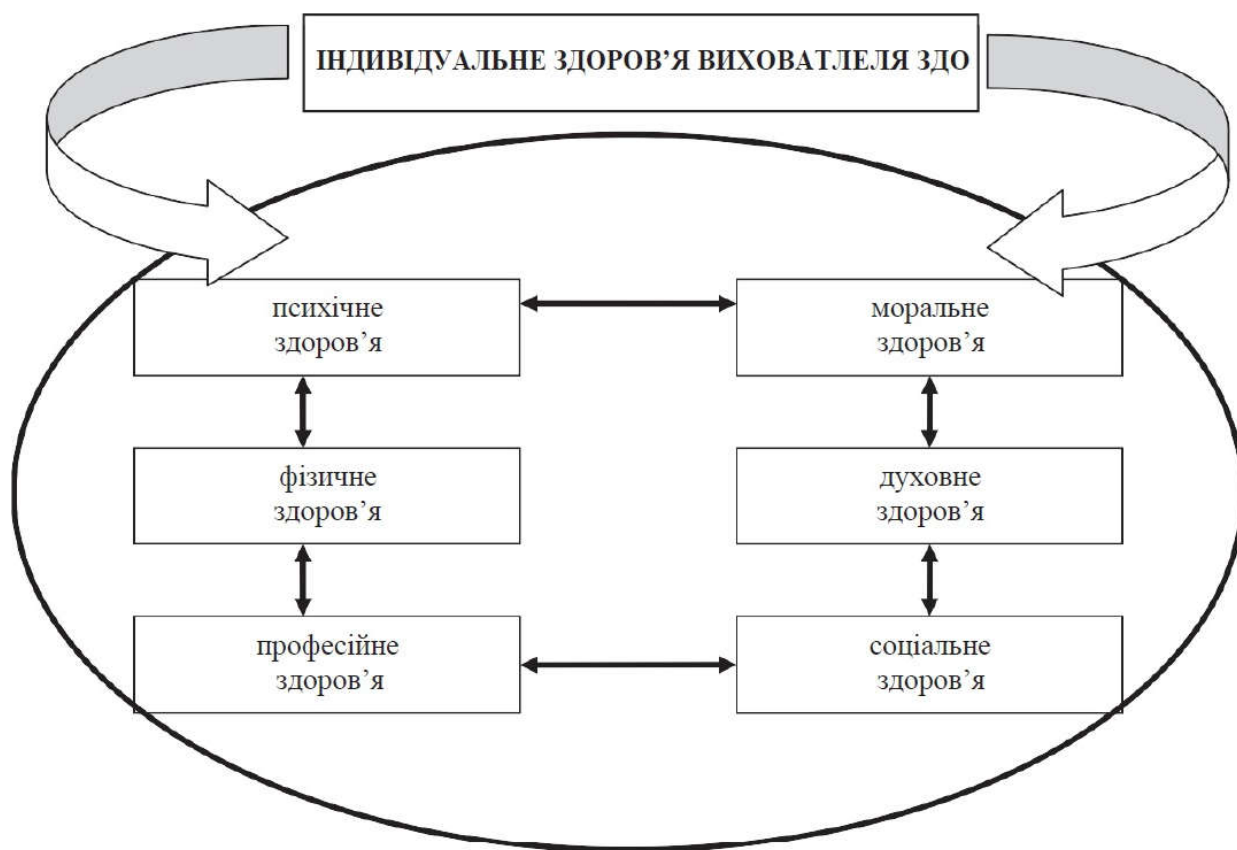 ІНДИВІДУАЛЬНЕ ЗДОРОВ’Я ВИХОВАТЛЕЛЯ ЗДО
психічне
здоров’я
моральне
здоров’я
фізичне
здоров’я
духовне
здоров’я
професійне
здоров’я
соціальне
здоров’я